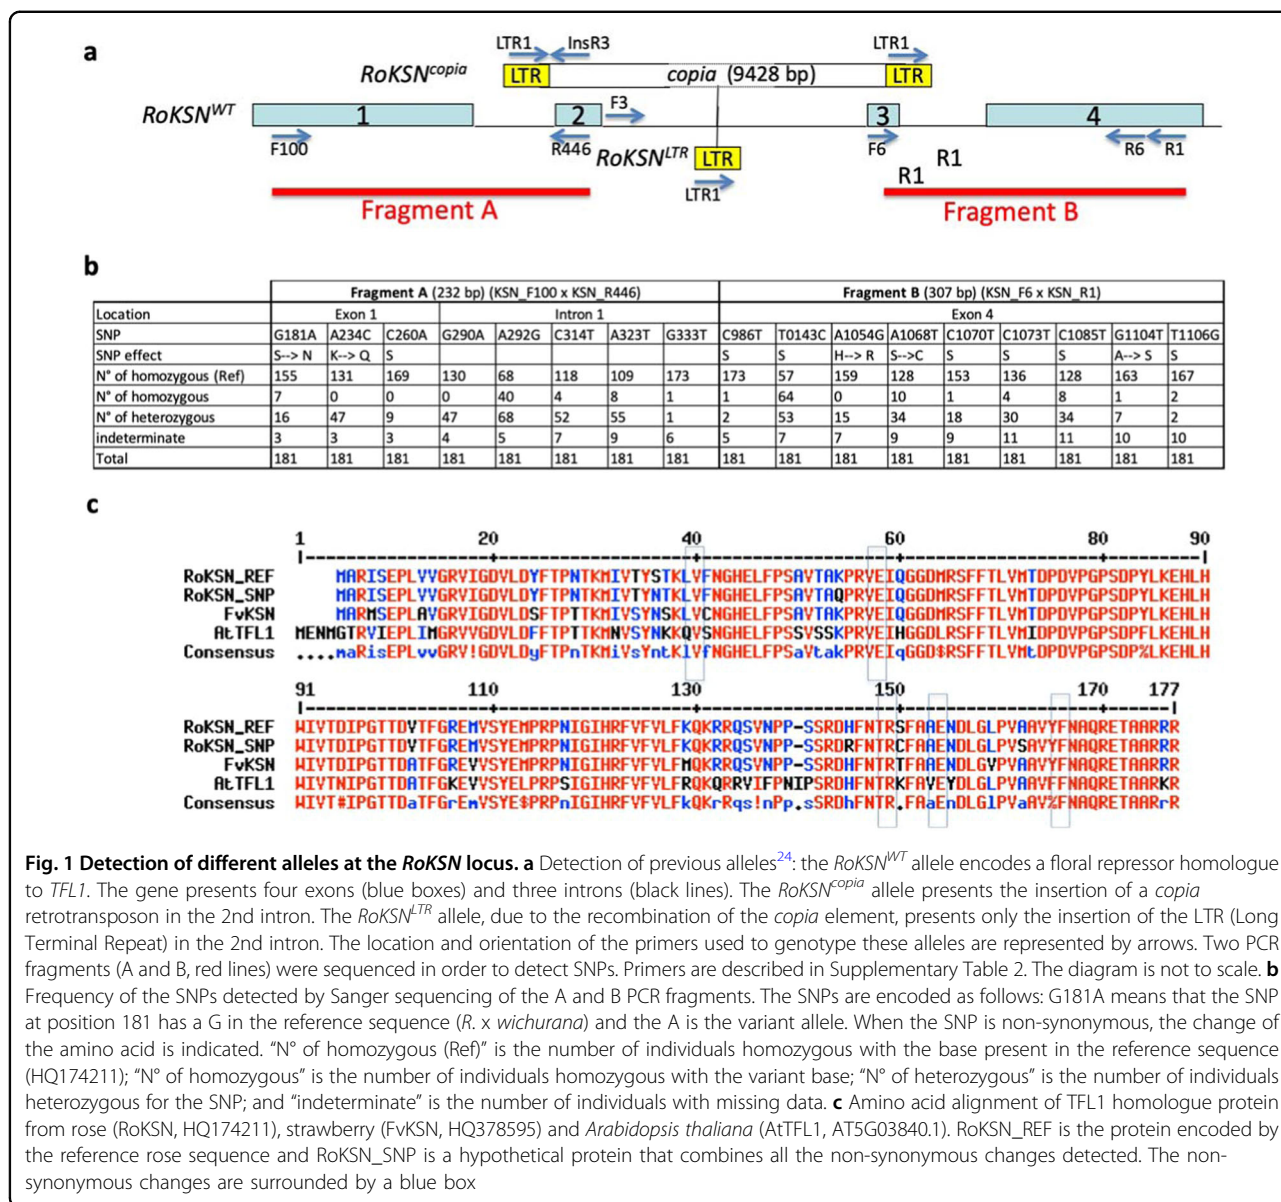 a
LTR1 InsR3 LTR1
RoKSNcopia LTR copia (9428 bp) LTR
RoKSNWT 1 2 F3 3 4
F100 R446 RoKSNLTR LTR F6 R1 R6 R1
LTR1 R1
Fragment A Fragment B
b
Fragment A (232 bp) (KSN_F100 x KSN_R446) Fragment B (307 bp) (KSN_F6 x KSN_R1)
Location Exon 1 Intron 1 Exon 4
SNP G181A A234C C260A G290A A292G C314T A323T G333T C986T T0143C A1054G A1068T C1070T C1073T C1085T G1104T T1106G
SNP effect S--> N K--> Q S S S H--> R S-->C S S S A--> S S
N° of homozygous (Ref) 155 131 169 130 68 118 109 173 173 57 159 128 153 136 128 163 167
N° of homozygous 7 0 0 0 40 4 8 1 1 64 0 10 1 4 8 1 2
N° of heterozygous 16 47 9 47 68 52 55 1 2 53 15 34 18 30 34 7 2
indeterminate 3 3 3 4 5 7 9 6 5 7 7 9 9 11 11 10 10
Total 181 181 181 181 181 181 181 181 181 181 181 181 181 181 181 181 181
c
1 20 40 60 80 90
RoKSN_REF MARISEPLVVGRVIGDVLDYFTPNTKMIVTYSTKLVFNGHELFPSAVTAKPRVEIQGGDMRSFFTLVMTDPDVPGPSDPYLKEHLH
RoKSN_SNP MARISEPLVVGRVIGDVLDYFTPNTKMIVTYNTKLVFNGHELFPSAVTAQPRVEIQGGDMRSFFTLVMTDPDVPGPSDPYLKEHLH
FvKSN MARMSEPLAVGRVIGDVLDSFTPTTKMIVSYNSKLVCNGHELFPSAVTAKPRVEIQGGDMRSFFTLVMTDPDVPGPSDPYLKEHLH
AtTFL1 MENMGTRVIEPLIMGRVVGDVLDFFTPTTKMNVSYNKKQVSNGHELFPSSVSSKPRVEIHGGDLRSFFTLVMIDPDVPGPSDPFLKEHLH
Consensus ....maRisEPLvvGRV!GDVLDyFTPnTKMiVsYntKlVfNGHELFPSaVtakPRVEIqGGD$RSFFTLVMtDPDVPGPSDP%LKEHLH
91 110 130 150 170 177
RoKSN_REF WIVTDIPGTTDVTFGREMVSYEMPRPNIGIHRFVFVLFKQKRRQSVNPP-SSRDHFNTRSFAAENDLGLPVAAVYFNAQRETAARRR
RoKSN_SNP WIVTDIPGTTDVTFGREMVSYEMPRPNIGIHRFVFVLFKQKRRQSVNPP-SSRDRFNTRCFAAENDLGLPVSAVYFNAQRETAARRR
FvKSN WIVTDIPGTTDATFGREVVSYEMPRPNIGIHRFVFVLFMQKRRQSVNPP-SSRDHFNTRTFAAENDLGVPVAAVYFNAQRETAARRR
AtTFL1 WIVTNIPGTTDATFGKEVVSYELPRPSIGIHRFVFVLFRQKQRRVIFPNIPSRDHFNTRKFAVEYDLGLPVAAVFFNAQRETAARKR
Consensus WIVT#IPGTTDaTFGrEmVSYE$PRPnIGIHRFVFVLFkQKrRqs!nPp.sSRDhFNTR.FAaEnDLGlPVaAV%FNAQRETAARrR
Fig. 1 Detection of different alleles at the RoKSN locus. a Detection of previous alleles24: the RoKSNWT allele encodes a floral repressor homologue
to TFL1. The gene presents four exons (blue boxes) and three introns (black lines). The RoKSNcopia allele presents the insertion of a copia
retrotransposon in the 2nd intron. The RoKSNLTR allele, due to the recombination of the copia element, presents only the insertion of the LTR (Long
Terminal Repeat) in the 2nd intron. The location and orientation of the primers used to genotype these alleles are represented by arrows. Two PCR
fragments (A and B, red lines) were sequenced in order to detect SNPs. Primers are described in Supplementary Table 2. The diagram is not to scale. b
Frequency of the SNPs detected by Sanger sequencing of the A and B PCR fragments. The SNPs are encoded as follows: G181A means that the SNP
at position 181 has a G in the reference sequence (R. x wichurana) and the A is the variant allele. When the SNP is non-synonymous, the change of
the amino acid is indicated. “N° of homozygous (Ref)” is the number of individuals homozygous with the base present in the reference sequence
(HQ174211); “N° of homozygous” is the number of individuals homozygous with the variant base; “N° of heterozygous” is the number of individuals
heterozygous for the SNP; and “indeterminate” is the number of individuals with missing data. c Amino acid alignment of TFL1 homologue protein
from rose (RoKSN, HQ174211), strawberry (FvKSN, HQ378595) and Arabidopsis thaliana (AtTFL1, AT5G03840.1). RoKSN_REF is the protein encoded by
the reference rose sequence and RoKSN_SNP is a hypothetical protein that combines all the non-synonymous changes detected. The non-
synonymous changes are surrounded by a blue box